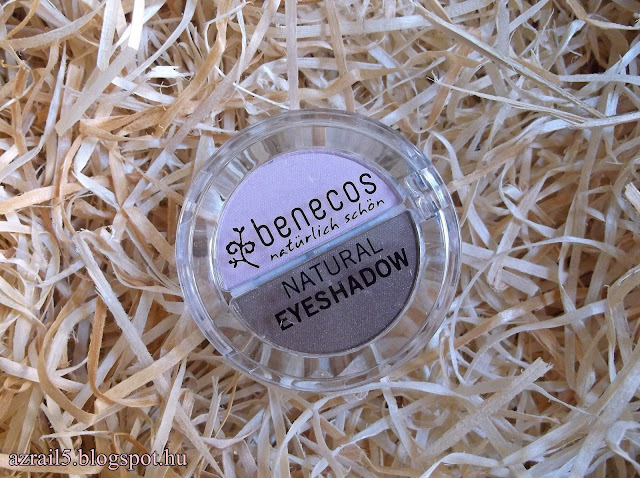 benecos
natürlich schön
NATURAL
EYESHADOW
azrail5.blogspot.hu